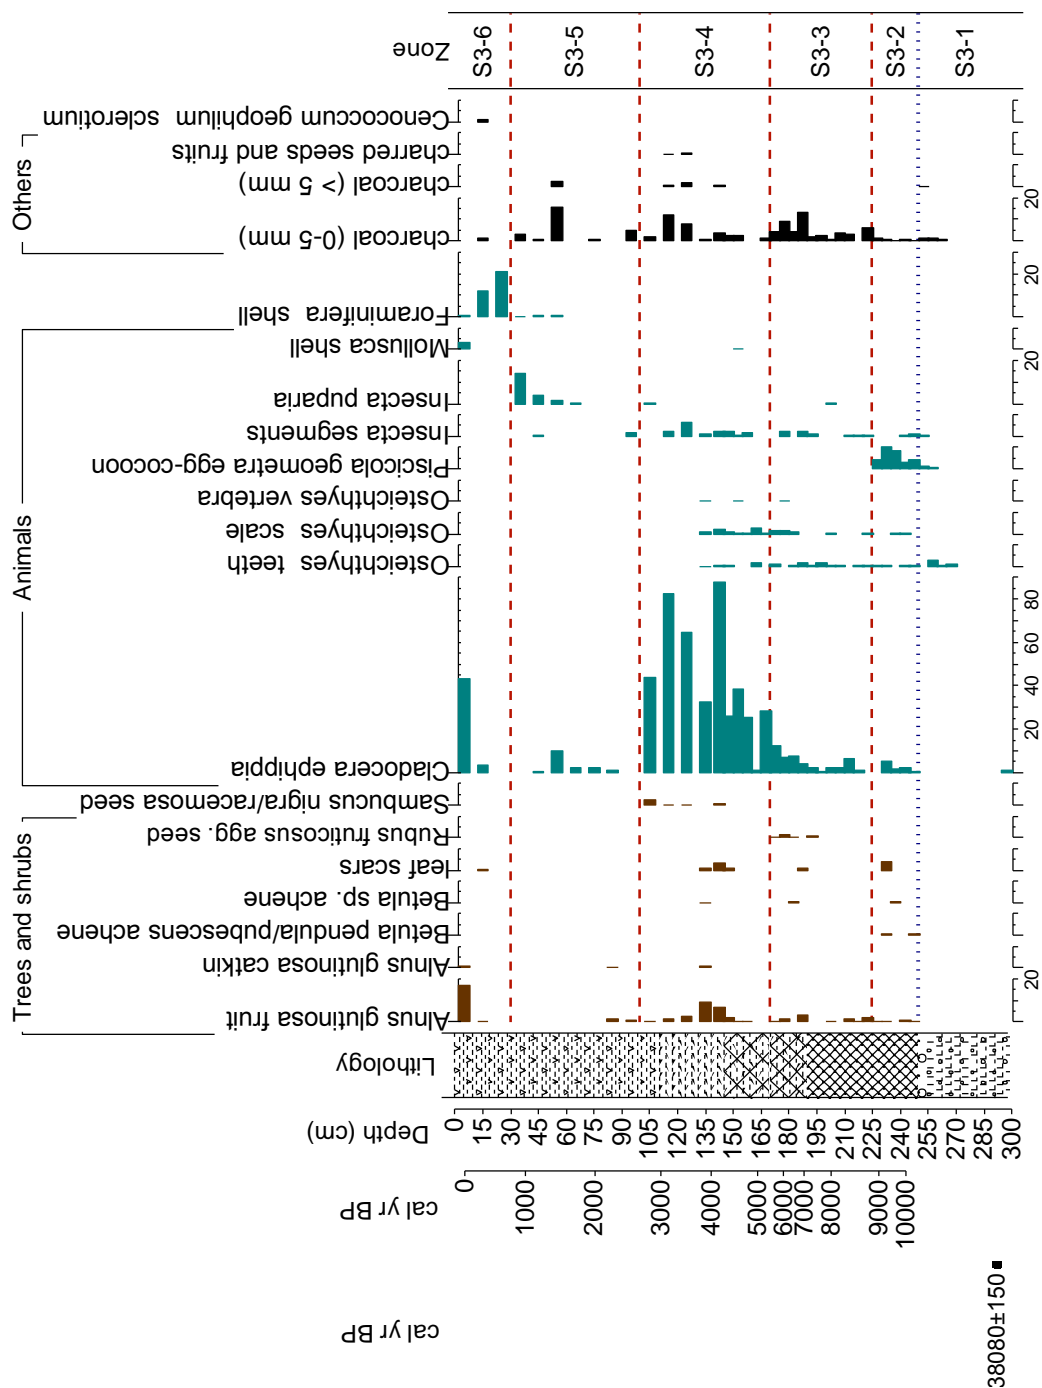 Zone
S3-6
S3-5
S3-4
S3-3
S3-2
S3-1
Cenococcum geophilum sclerotium
Others
charred seeds and fruits
charcoal (> 5 mm)
20
charcoal (0-5 mm)
Foraminifera shell
20
Animals
Mollusca shell
Insecta puparia
20
Insecta segments
Piscicola geometra egg-cocoon
Osteichthyes vertebra
Osteichthyes scale
Osteichthyes teeth
Cladocera ephippia
20
40
60
80
Trees and shrubs
Sambucus nigra/racemosa seed
Rubus fruticosus agg. seed
leaf scars
Betula sp. achene
Betula pendula/pubescens achene
Alnus glutinosa catkin
Alnus glutinosa fruit
20
Lithology
Depth (cm)
0
15
30
45
60
75
90
105
120
135
150
165
180
195
210
225
240
255
270
285
300
cal yr BP
0
1000
2000
3000
4000
5000
6000
7000
8000
9000
10000
cal yr BP
38080±150